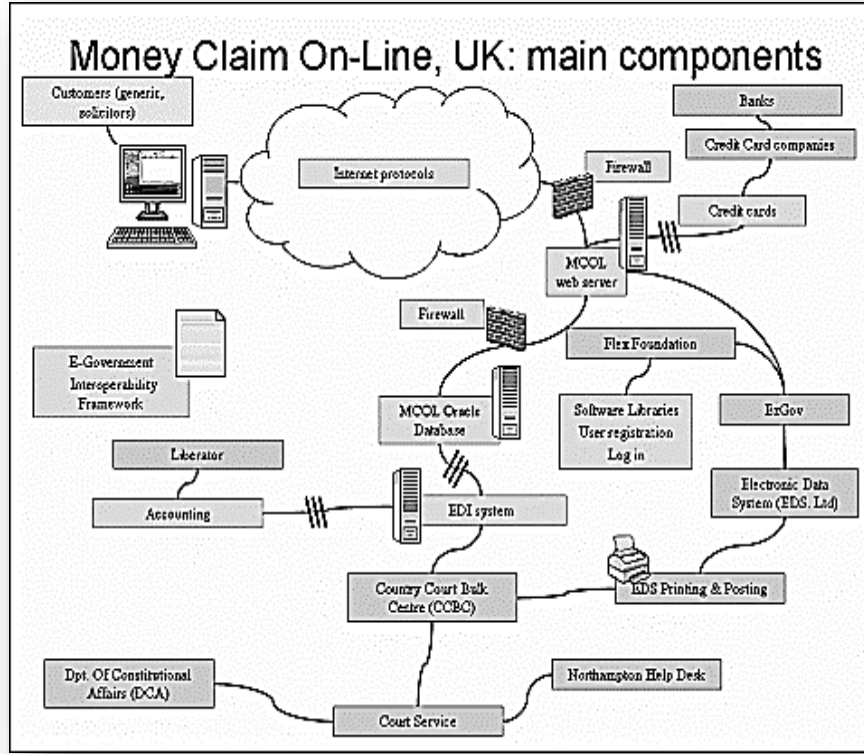 Money Claim On-Line, UK: main components
Customers (generic,
solicitors)
Internet protocols
Firewall
Banks
Credit Card companies
Credit cards
MCOL
web server
Firewall
E-Government
Interoperability
Framework
MCOL Oracle
Database
Flex Foundation
Software Libraries
User registration
Log in
ExGov
Liberator
Accounting
EDI system
Electronic Data
System (EDS, Ltd)
EDS Printing & Posting
Country Court Bulk
Centre (CCBC)
Dpt. Of Constitutional
Affairs (DCA)
Northampton Help Desk
Court Service